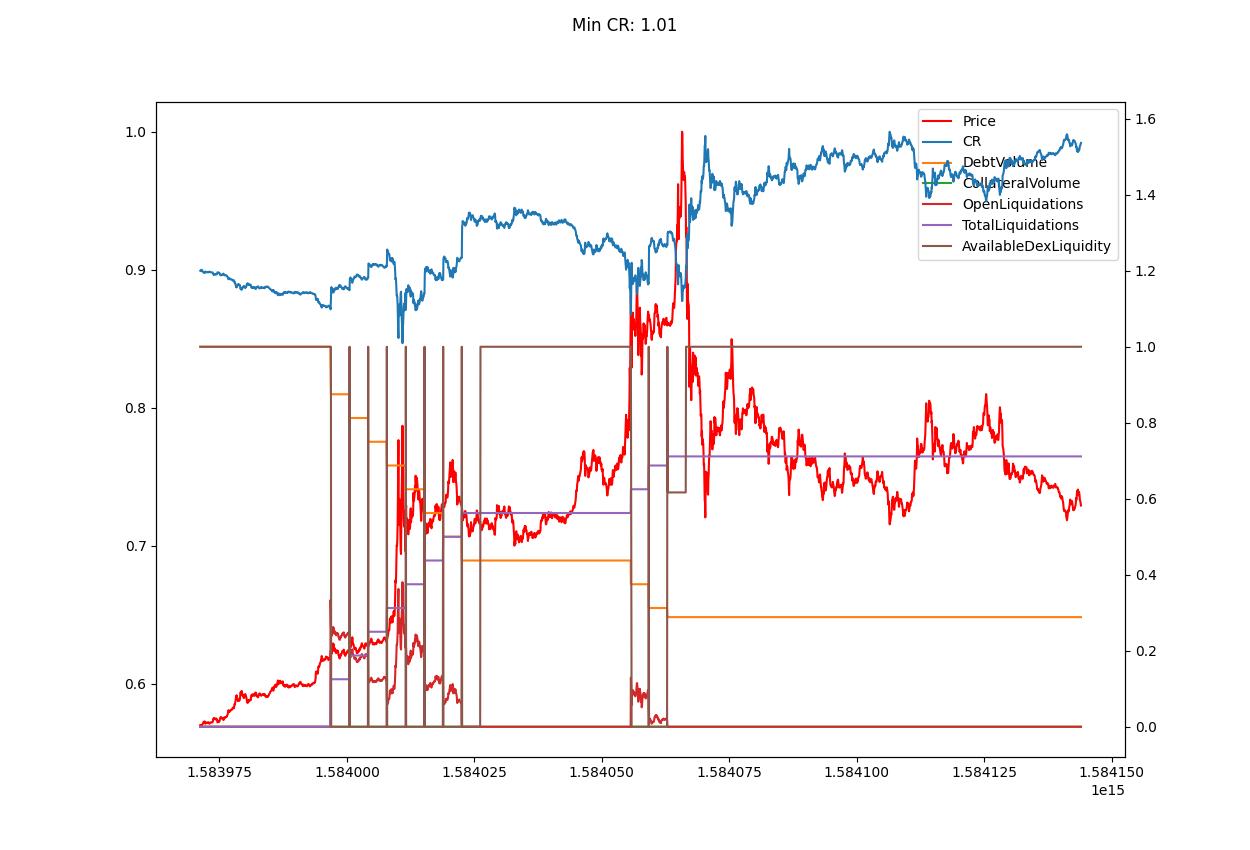 Min CR: 1.01
1.0
0.9
0.8
0.7
0.6
1.6
1.4
1.2
1.0
0.8
0.6
0.4
0.2
0.0
Price
CR
DebtVolume
CollateralVolume
OpenLiquidations
TotalLiquidations
AvailableDexLiquidity
1.583975 1.584000 1.584025 1.584050 1.584075 1.584100 1.584125 1.584150
1e15